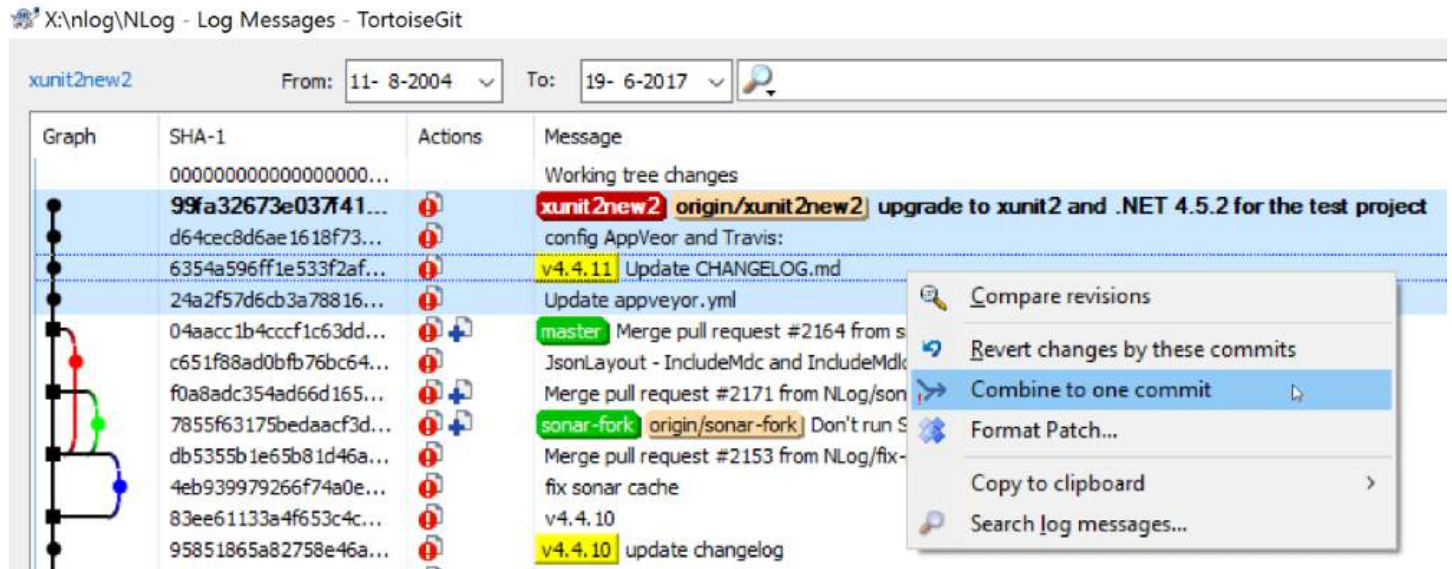 X:\nlog\NLog - Log Messages - TortoiseGit
xunit2new2 From: 11- 8-2004 To: 19- 6-2017
Graph SHA-1 Actions Message
000000000000000000... Working tree changes
99fa32673e037f41... xunit2new2 origin/xunit2new2 upgrade to xunit2 and .NET 4.5.2 for the test project
d64cec8d6ae1618f73... config AppVeor and Travis:
6354a596ff1e533f2af... v4.4.11 Update CHANGELOG.md
24a2f57d6cb3a78816... Update appveyor.yml
04aacc1b4cccf1c63dd... master Merge pull request #2164 from s
c651f88ad0bfb76bc64... JsonLayout - IncludeMdc and IncludeMdlc
f0a8adc354ad66d165... Merge pull request #2171 from NLog/son
7855f63175bedaacf3d... sonar-fork origin/sonar-fork Don't run S
db5355b1e65b81d46a... Merge pull request #2153 from NLog/fix-
4eb939979266f74a0e... fix sonar cache
83ee61133a4f653c4c... v4.4.10
95851865a82758e46a... v4.4.10 update changelog
Compare revisions
Revert changes by these commits
Combine to one commit
Format Patch...
Copy to clipboard
Search log messages...